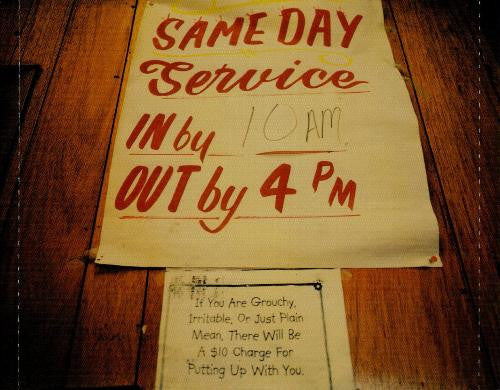 SAME DAY
Service
IN by 10 AM
OUT by 4 PM
If You Are Grouchy,
Irritable, Or Just Plain
Mean, There Will Be
A $10 Charge For
Putting Up With You.